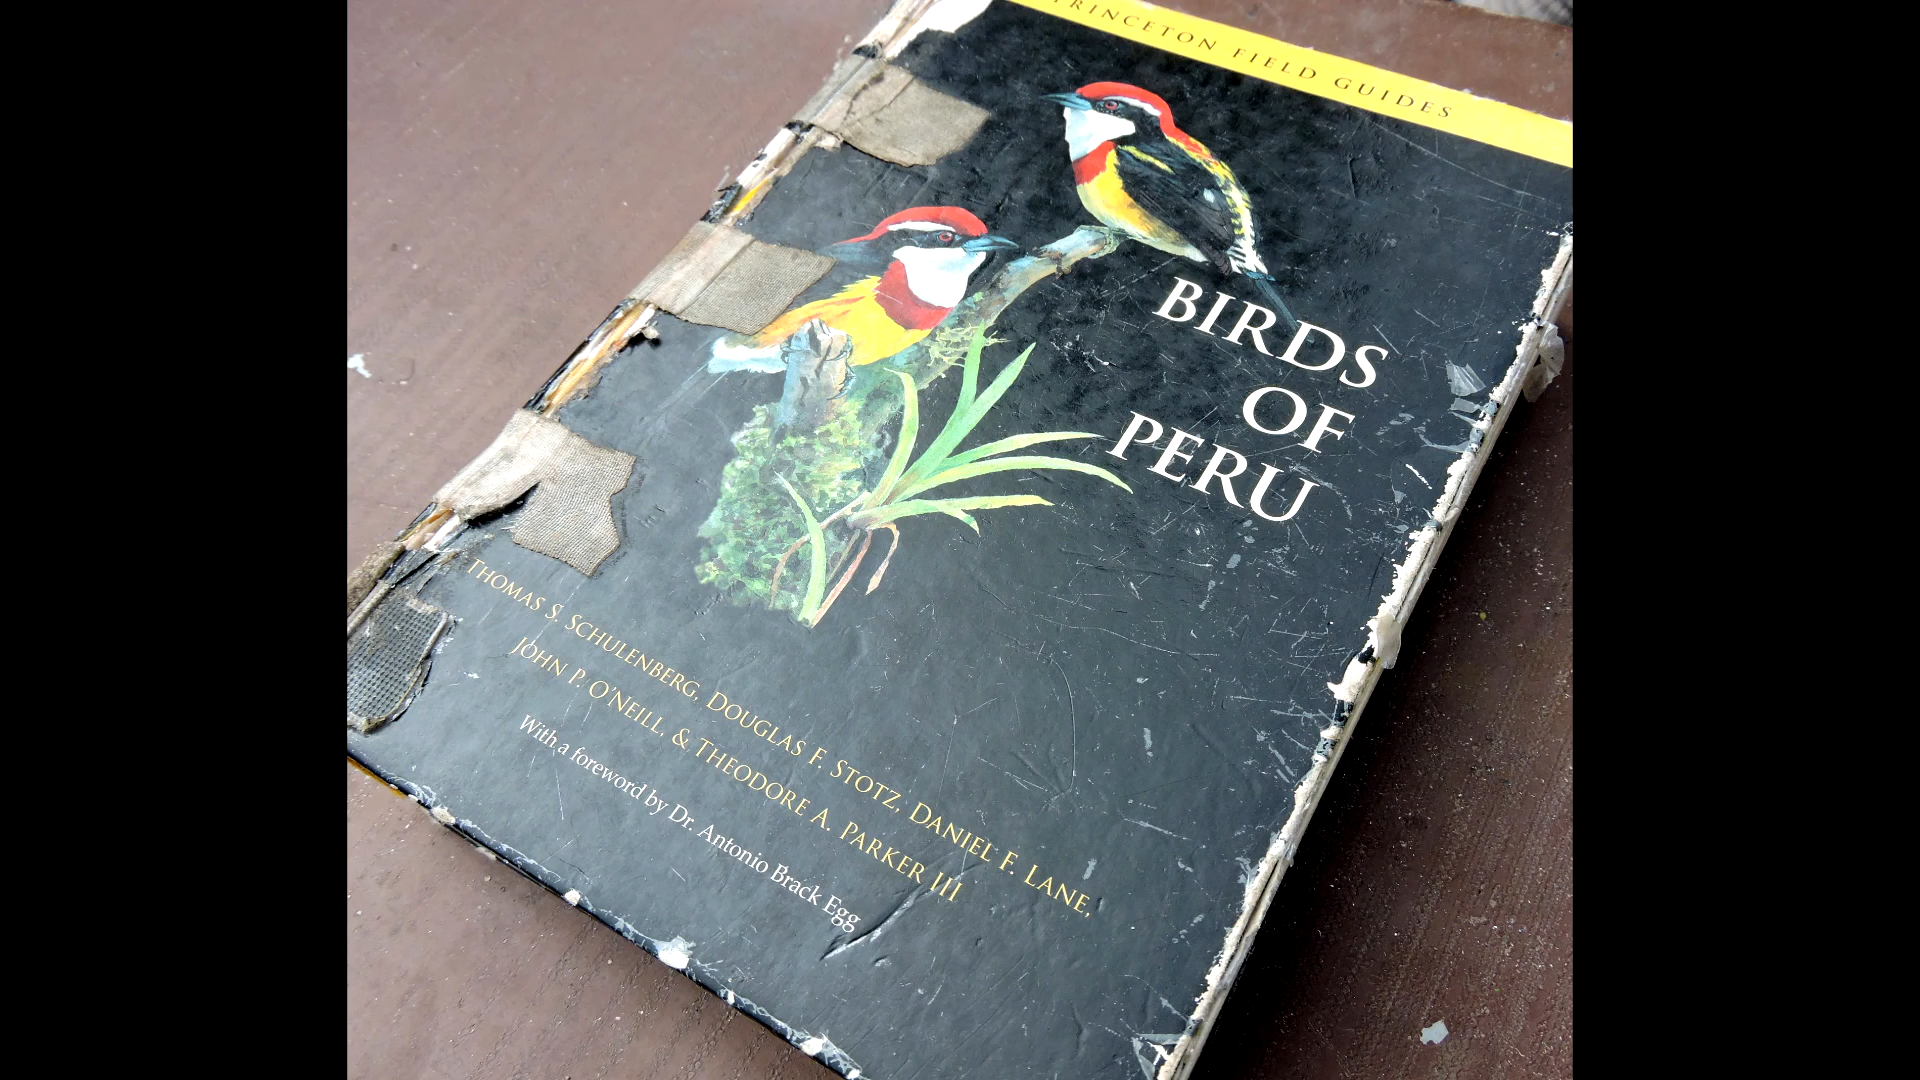 PRINCETON FIELD GUIDES
BIRDS
OF
PERU
THOMAS S. SCHULENBERG, DOUGLAS F. STOTZ, DANIEL F. LANE,
JOHN P. O'NEILL, & THEODORE A. PARKER III
With a foreword by Dr. Antonio Brack Egg